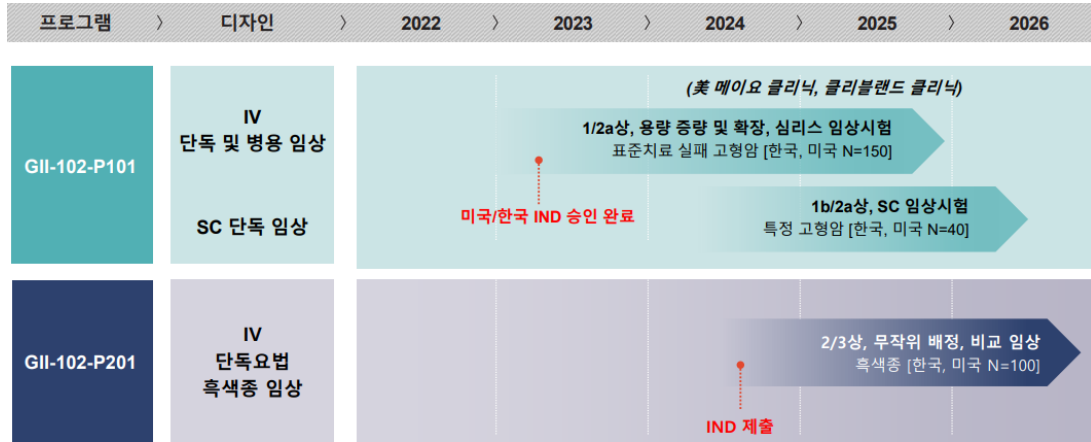 프로그램 〉 디자인 〉 2022 〉 2023 〉 2024 〉 2025 〉 2026
GII-102-P101
IV
단독 및 병용 임상
SC 단독 임상
(美 메이요 클리닉, 클리블랜드 클리닉)
1/2a상, 용량 증량 및 확장, 심리스 임상시험
표준치료 실패 고형암 [한국, 미국 N=150]
미국/한국 IND 승인 완료
1b/2a상, SC 임상시험
특정 고형암 [한국, 미국 N=40]
GII-102-P201
IV
단독요법
흑색종 임상
2/3상, 무작위 배정, 비교 임상
흑색종 [한국, 미국 N=100]
IND 제출